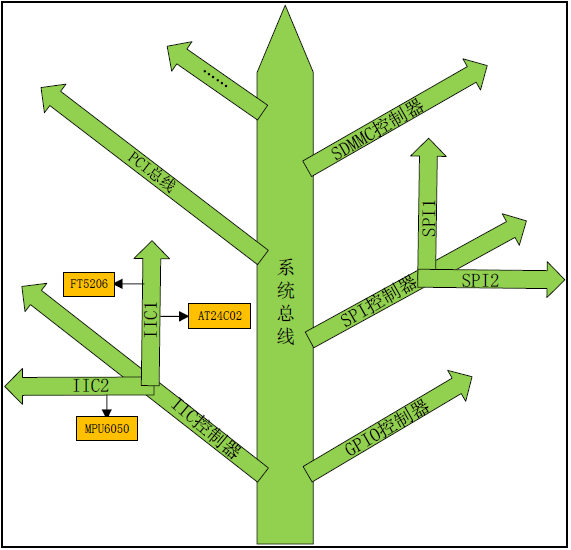 ......
SDMMC控制器
PCI总线
SPI1
系统总线
FT5206
IIC1
AT24C02
SPI控制器
SPI2
IIC2
MPU6050
IIC控制器
GPIO控制器